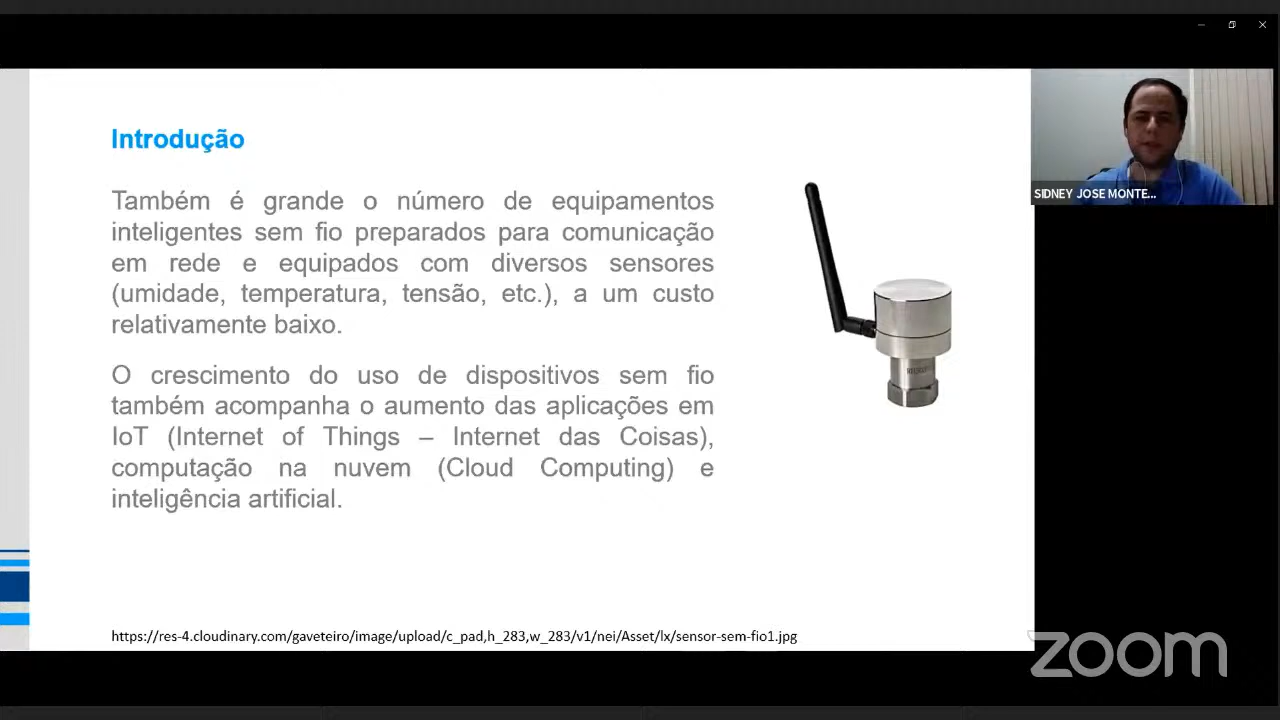 Introdução
Também é grande o número de equipamentos
inteligentes sem fio preparados para comunicação
em rede e equipados com diversos sensores
(umidade, temperatura, tensão, etc.), a um custo
relativamente baixo.
O crescimento do uso de dispositivos sem fio
também acompanha o aumento das aplicações em
IoT (Internet of Things – Internet das Coisas),
computação na nuvem (Cloud Computing) e
inteligência artificial.
https://res-4.cloudinary.com/gaveteiro/image/upload/c_pad,h_283,w_283/v1/nei/Asset/lx/sensor-sem-fio1.jpg
SIDNEY JOSE MONTE...
zoom